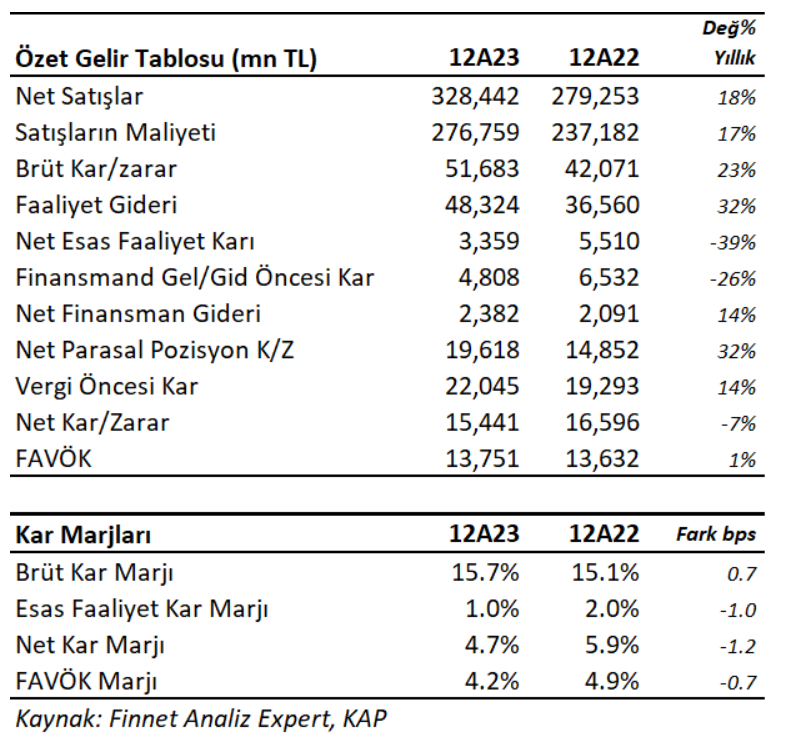 Değ%
Özet Gelir Tablosu (mn TL) 12A23 12A22 Yıllık
Net Satışlar 328,442 279,253 18%
Satışların Maliyeti 276,759 237,182 17%
Brüt Kar/zarar 51,683 42,071 23%
Faaliyet Gideri 48,324 36,560 32%
Net Esas Faaliyet Karı 3,359 5,510 -39%
Finansmand Gel/Gid Öncesi Kar 4,808 6,532 -26%
Net Finansman Gideri 2,382 2,091 14%
Net Parasal Pozisyon K/Z 19,618 14,852 32%
Vergi Öncesi Kar 22,045 19,293 14%
Net Kar/Zarar 15,441 16,596 -7%
FAVÖK 13,751 13,632 1%
Kar Marjları 12A23 12A22 Fark bps
Brüt Kar Marjı 15.7% 15.1% 0.7
Esas Faaliyet Kar Marjı 1.0% 2.0% -1.0
Net Kar Marjı 4.7% 5.9% -1.2
FAVÖK Marjı 4.2% 4.9% -0.7
Kaynak: Finnet Analiz Expert, KAP